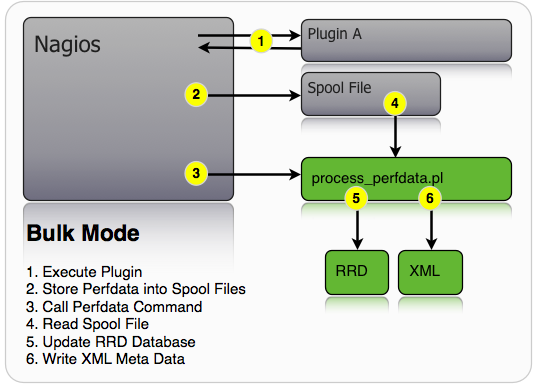 Nagios
Plugin A
1
Spool File
2
4
3
process_perfdata.pl
5
6
RRD
XML
Bulk Mode
1. Execute Plugin
2. Store Perfdata into Spool Files
3. Call Perfdata Command
4. Read Spool File
5. Update RRD Database
6. Write XML Meta Data